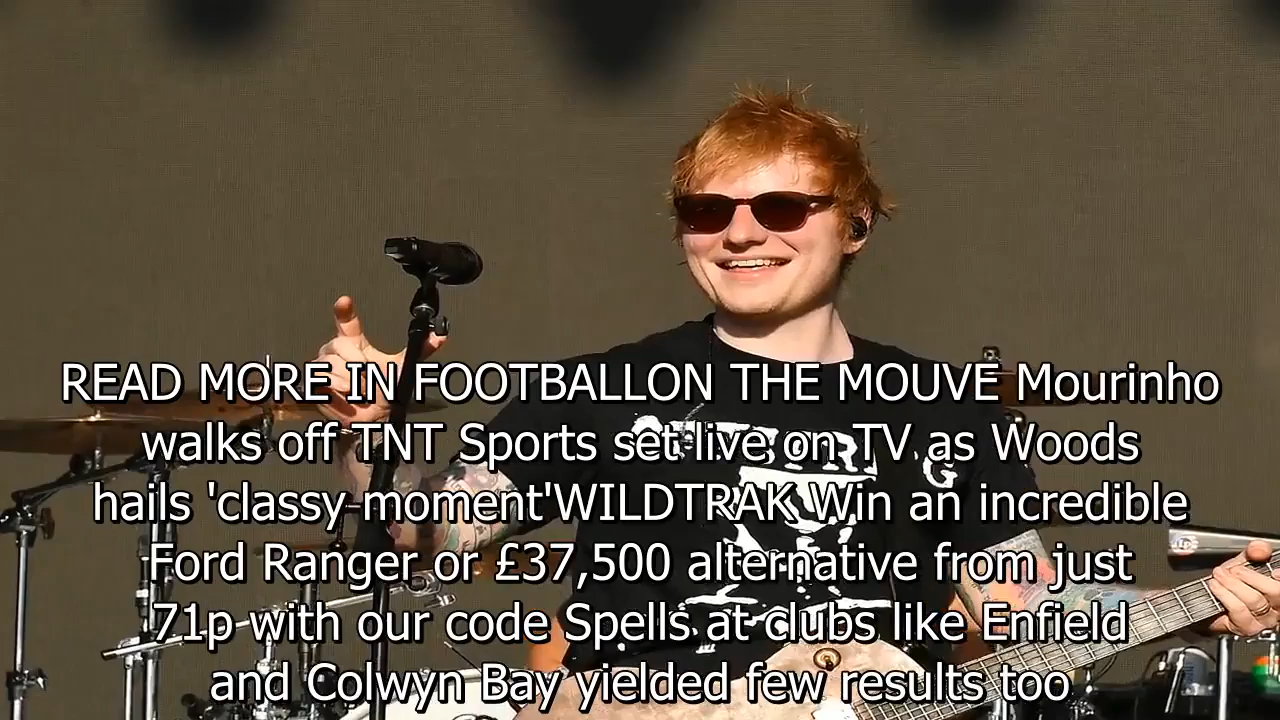 READ MORE IN FOOTBALLON THE MOUVE Mourinho
walks off TNT Sports set live on TV as Woods
hails 'classy moment'WILDTRAK Win an incredible
Ford Ranger or £37,500 alternative from just
71p with our code Spells at clubs like Enfield
and Colwyn Bay yielded few results too